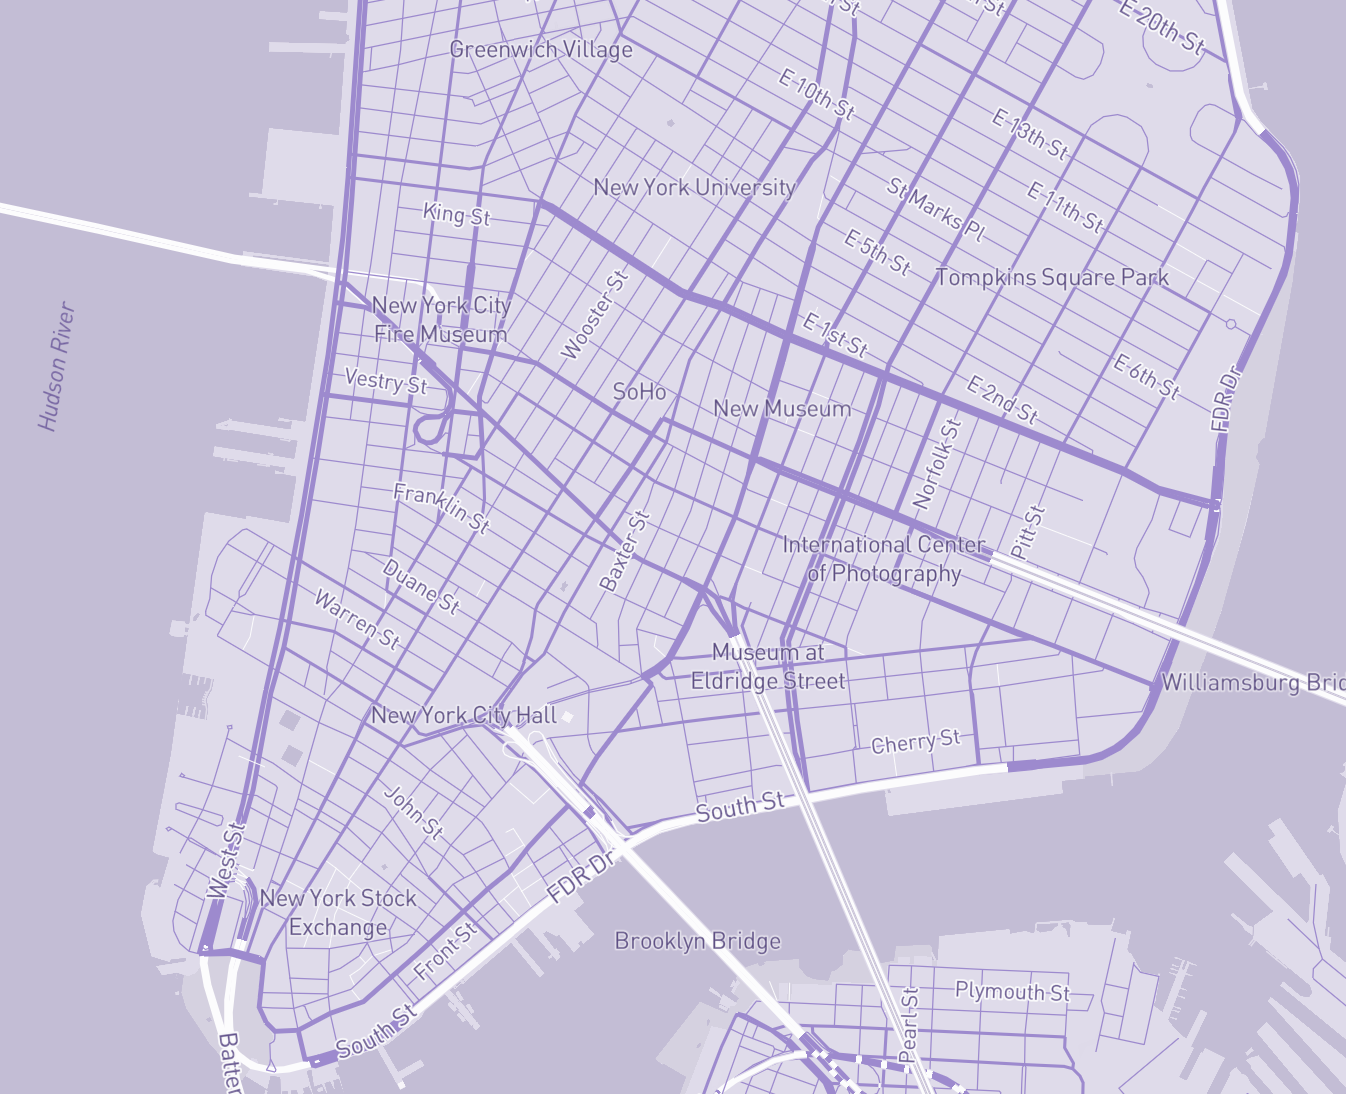 E 20th St
Greenwich Village
E 10th St
E 13th St
New York University
St Marks Pl
E 11th St
King St
E 5th St
Tompkins Square Park
New York City
Fire Museum
Wooster St
Hudson River
E 1st St
Vestry St
SoHo
New Museum
E 2nd St
E 6th St
FDR Dr
Norfolk St
Franklin St
Baxter St
Pitt St
International Center
of Photography
Duane St
Warren St
Museum at
Eldridge Street
Williamsburg Brid
New York City Hall
Cherry St
John St
South St
West St
FDR Dr
New York Stock
Exchange
Front St
Brooklyn Bridge
Plymouth St
Pearl St
South St
Batter